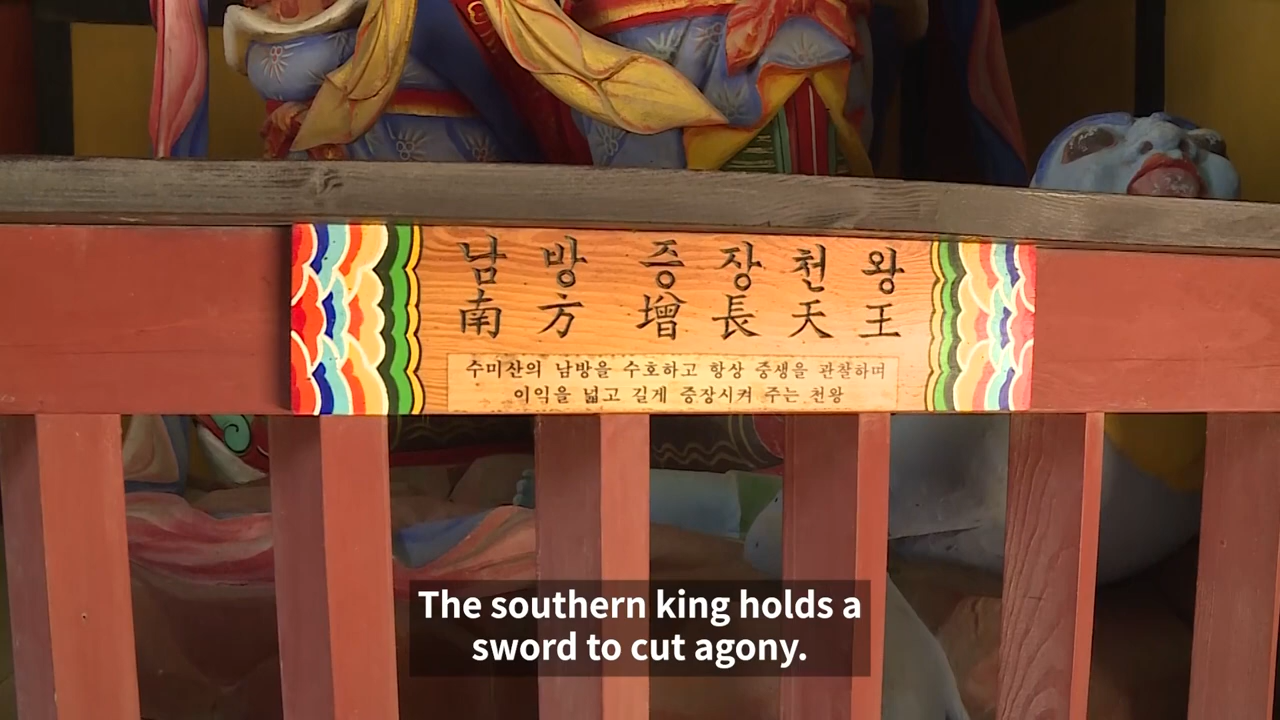 남방 증장천왕
南方 增長天王
수미산의 남방을 수호하고 항상 중생을 관찰하며
이익을 넓고 길게 증장시켜 주는 천왕
The southern king holds a
sword to cut agony.